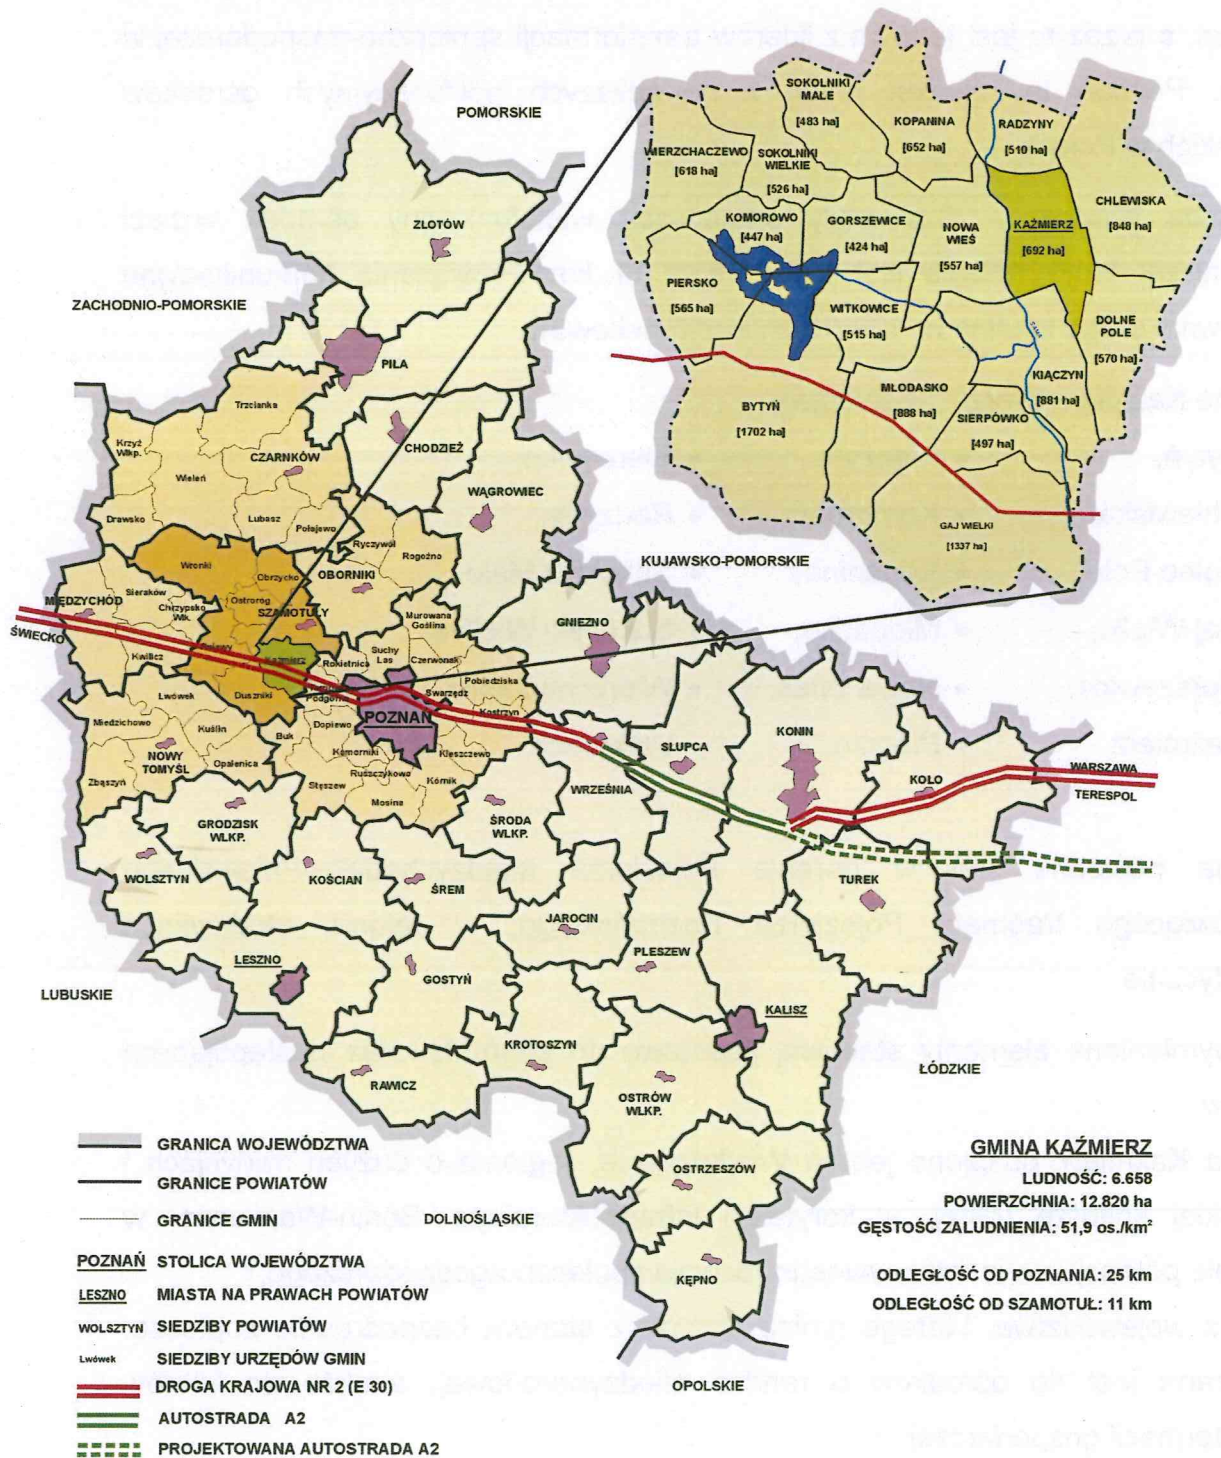 POMORSKIE
ZŁOTÓW
ZACHODNIO-POMORSKIE
PIŁA
Trzcianka
Krzyż
Wlkp.
CZARNKÓW
CHODZIEŻ
Wieleń
WĄGROWIEC
Drawsko
Lubasz
Połajewo
Ryczywół
Rogoźno
KUJAWSKO-POMORSKIE
Wronki
Obrzycko
OBORNIKI
MIĘDZYCHÓD
Sieraków
Ostroróg
SZAMOTUŁY
Chrzypsko
Wlk.
Murowana
Goślina
GNIEZNO
ŚWIECKO
Kwilcz
Kaźmierz
Rokietnica
Suchy
Las
Czerwonak
Pobiedziska
Lwówek
Duszniki
Podgórne
Swarzędz
Kostrzyn
POZNAŃ
Miedzichowo
Kuślin
Buk
Dopiewo
NOWY
TOMYŚL
Opalenica
Komorniki
Kleszczewo
Zbąszyń
Stęszew
Ruszczykowo
Kórnik
Mosina
SŁUPCA
KONIN
KOŁO
WARSZAWA
TERESPOL
WRZEŚNIA
GRODZISK
WLKP.
ŚRODA
WLKP.
WOLSZTYN
KOŚCIAN
ŚREM
TUREK
JAROCIN
LESZNO
GOSTYŃ
PLESZEW
LUBUSKIE
KALISZ
KROTOSZYN
RAWICZ
OSTRÓW
WLKP.
ŁÓDZKIE
OSTRZESZÓW
DOLNOŚLĄSKIE
KĘPNO
OPOLSKIE
SOKOLNIKI
MAŁE
[483 ha]
KOPANINA
[652 ha]
RADZYNY
[510 ha]
WIERZCHACZEWO
[618 ha]
SOKOLNIKI
WIELKIE
[526 ha]
CHLEWISKA
[848 ha]
KOMOROWO
[447 ha]
GORSZEWICE
[424 ha]
NOWA
WIEŚ
[557 ha]
KAŹMIERZ
[692 ha]
PIERSKO
[565 ha]
WITKOWICE
[515 ha]
SAMA
DOLNE
POLE
[570 ha]
KIĄCZYN
[881 ha]
BYTYŃ
[1702 ha]
MŁODASKO
[888 ha]
SIERPÓWKO
[497 ha]
GAJ WIELKI
[1337 ha]
GRANICA WOJEWÓDZTWA
GRANICE POWIATÓW
GRANICE GMIN
POZNAŃ STOLICA WOJEWÓDZTWA
LESZNO MIASTA NA PRAWACH POWIATÓW
WOLSZTYN SIEDZIBY POWIATÓW
Lwówek SIEDZIBY URZĘDÓW GMIN
DROGA KRAJOWA NR 2 (E 30)
AUTOSTRADA A2
PROJEKTOWANA AUTOSTRADA A2
GMINA KAŹMIERZ
LUDNOŚĆ: 6.658
POWIERZCHNIA: 12.820 ha
GĘSTOŚĆ ZALUDNIENIA: 51,9 os./km²
ODLEGŁOŚĆ OD POZNANIA: 25 km
ODLEGŁOŚĆ OD SZAMOTUŁ: 11 km